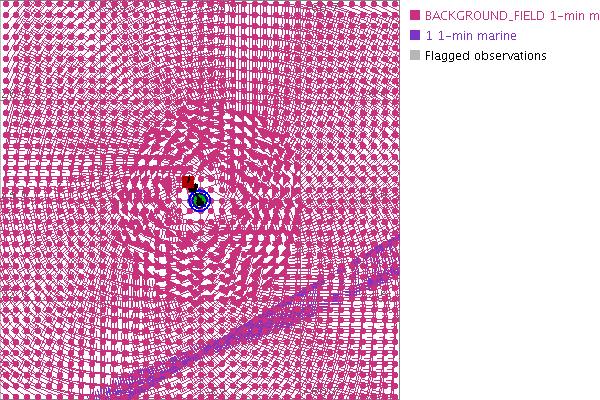 BACKGROUND_FIELD 1-min m
1 1-min marine
Flagged observations